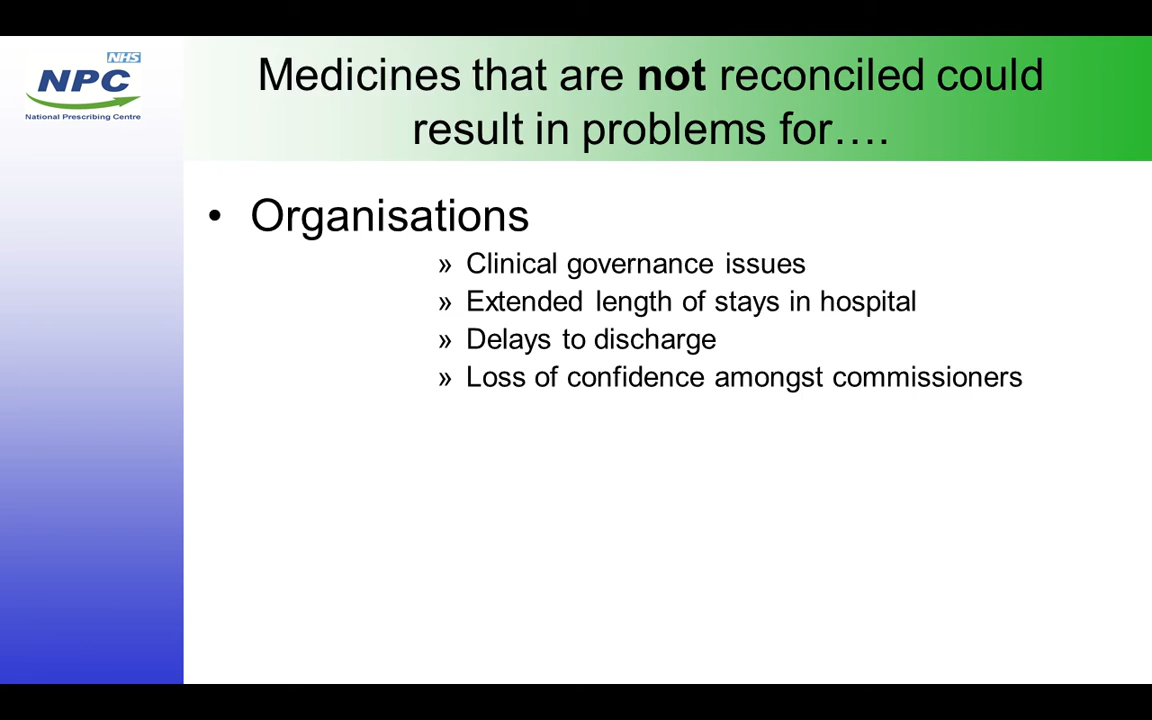 NHS
NPC
National Prescribing Centre
Medicines that are not reconciled could
result in problems for….
• Organisations
» Clinical governance issues
» Extended length of stays in hospital
» Delays to discharge
» Loss of confidence amongst commissioners